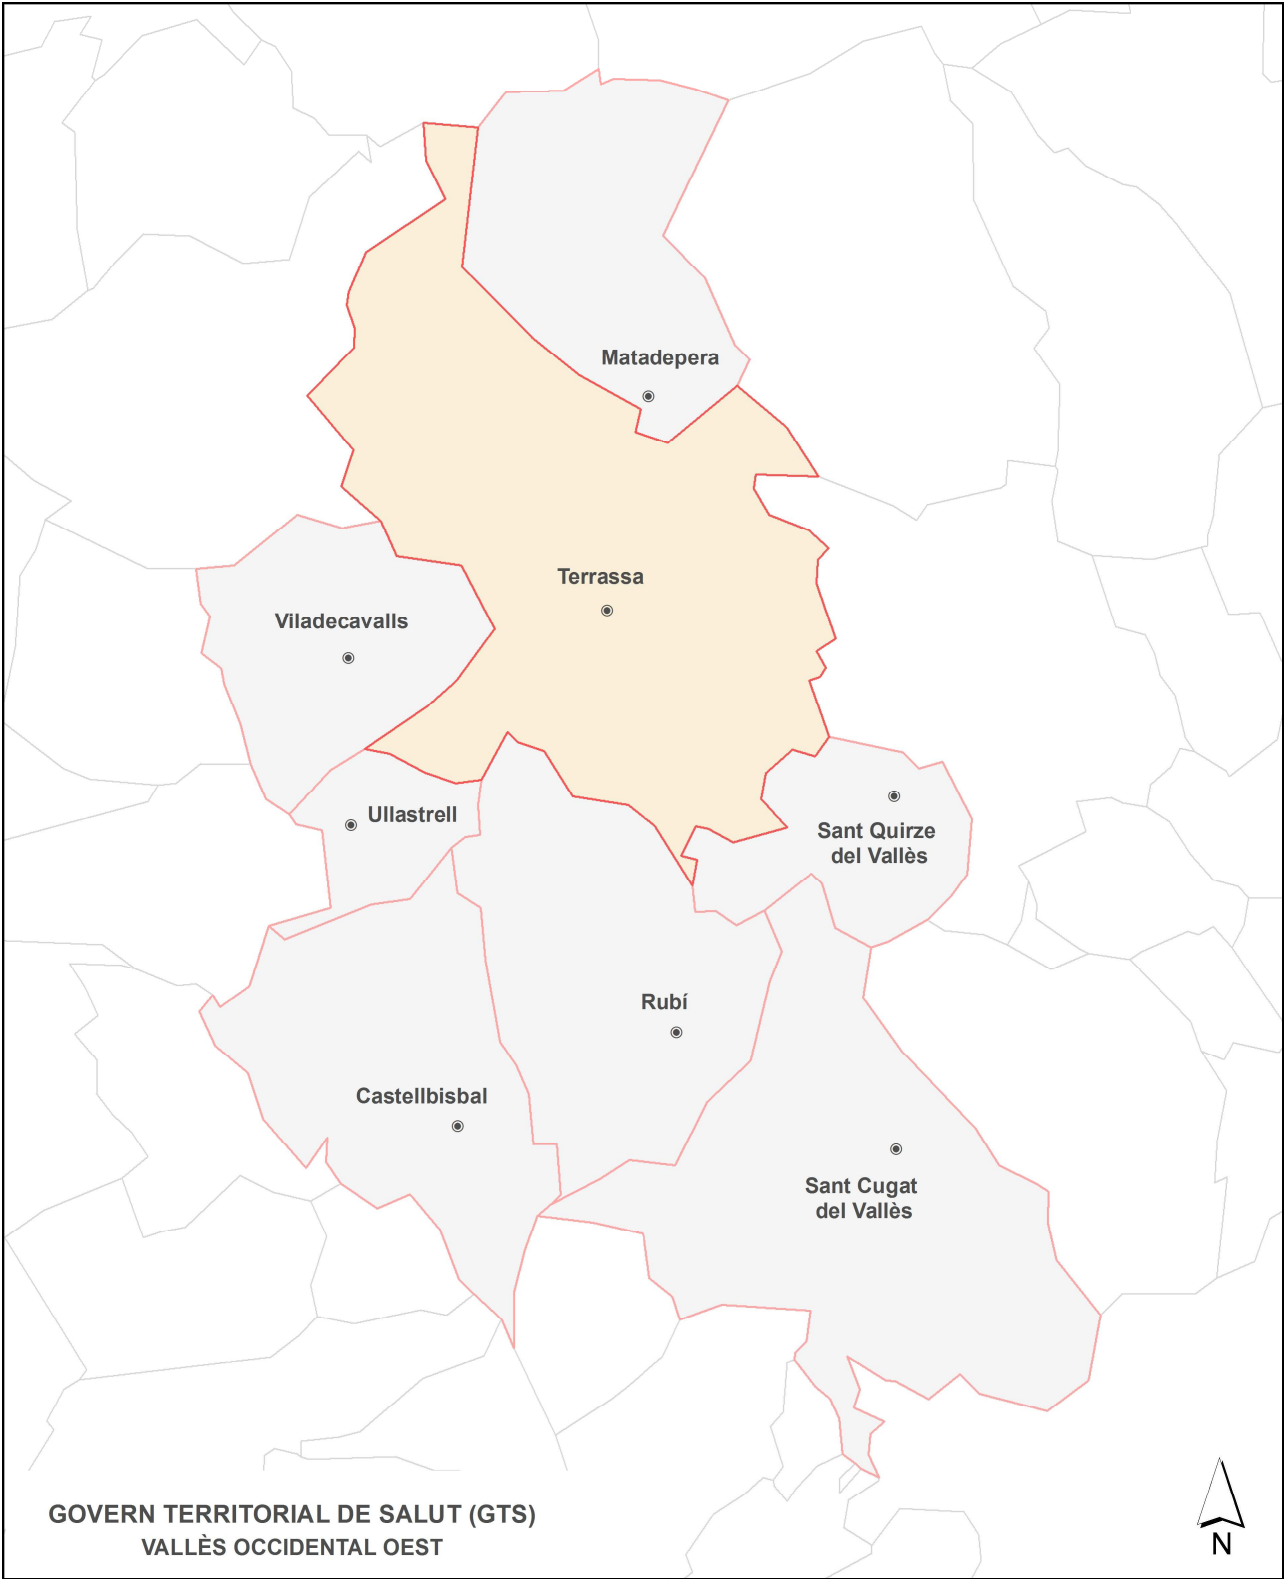 Matadepera
Terrassa
Viladecavalls
Ullastrell
Sant Quirze
del Vallès
Rubí
Castellbisbal
Sant Cugat
del Vallès
GOVERN TERRITORIAL DE SALUT (GTS)
VALLÈS OCCIDENTAL OEST
N